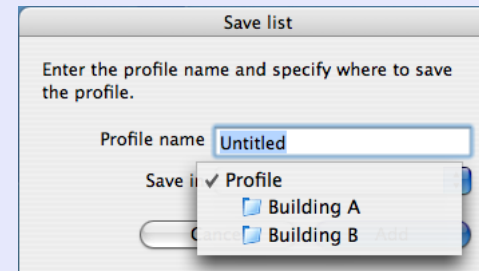 Save list
Enter the profile name and specify where to save
the profile.
Profile name Untitled
Save i ✓ Profile
Building A
Building B